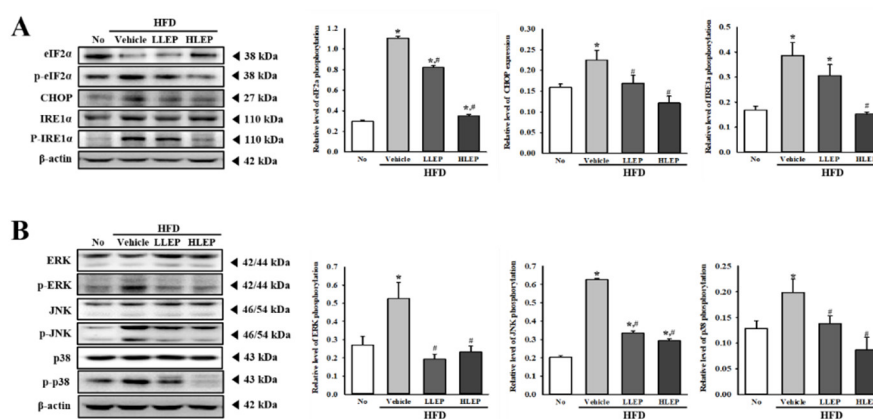 A
HFD
No Vehicle LLEP HLEP
eIF2α 38 kDa
p-eIF2α 38 kDa
CHOP 27 kDa
IRE1α 110 kDa
P-IRE1α 110 kDa
β-actin 42 kDa
Relative level of eIF2a phosphorylation
1.2
1.0
0.8
0.6
0.4
0.2
0.0
*
*,#
*,#
No Vehicle LLEP HLEP
HFD
Relative level of CHOP expression
0.30
0.25
0.20
0.15
0.10
0.05
0.00
*
#
#
No Vehicle LLEP HLEP
HFD
Relative level of IRE1a phosphorylation
0.5
0.4
0.3
0.2
0.1
0.0
*
*
#
No Vehicle LLEP HLEP
HFD
B
HFD
No Vehicle LLEP HLEP
ERK 42/44 kDa
p-ERK 42/44 kDa
JNK 46/54 kDa
p-JNK 46/54 kDa
p38 43 kDa
p-p38 43 kDa
β-actin 42 kDa
Relative level of ERK phosphorylation
0.7
0.6
0.5
0.4
0.3
0.2
0.1
0.0
*
#
#
No Vehicle LLEP HLEP
HFD
Relative level of JNK phosphorylation
0.7
0.6
0.5
0.4
0.3
0.2
0.1
0.0
*
*,#
*,#
No Vehicle LLEP HLEP
HFD
Relative level of p38 phosphorylation
0.25
0.20
0.15
0.10
0.05
0.00
*
#
#
No Vehicle LLEP HLEP
HFD